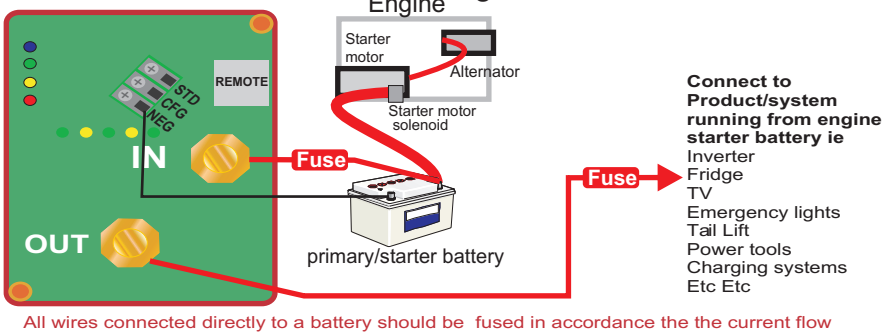 Engine
Starter
motor
Alternator
Starter motor
solenoid
REMOTE
STD
CFG
NEG
IN
Fuse
OUT
primary/starter battery
Fuse
Connect to
Product/system
running from engine
starter battery ie
Inverter
Fridge
TV
Emergency lights
Tail Lift
Power tools
Charging systems
Etc Etc
All wires connected directly to a battery should be fused in accordance the the current flow